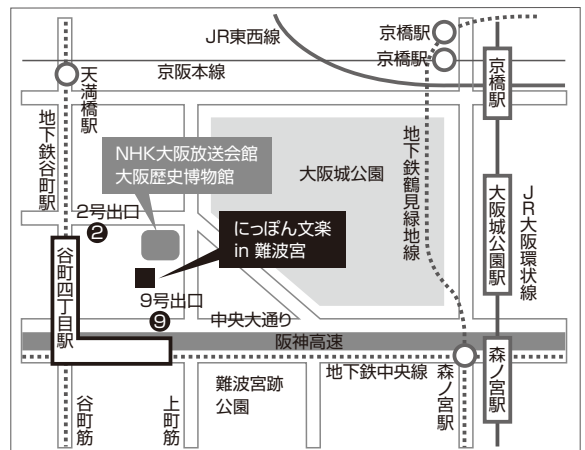 JR東西線
京橋駅
京橋駅
京阪本線
天満橋駅
京橋駅
地下鉄谷町駅
NHK大阪放送会館
大阪歴史博物館
大阪城公園
地下鉄鶴見緑地線
大阪城公園駅
JR大阪環状線
2号出口
2
にっぽん文楽
in 難波宮
谷町四丁目駅
9号出口
9
中央大通り
阪神高速
地下鉄中央線
森ノ宮駅
森ノ宮駅
難波宮跡
公園
谷町筋
上町筋